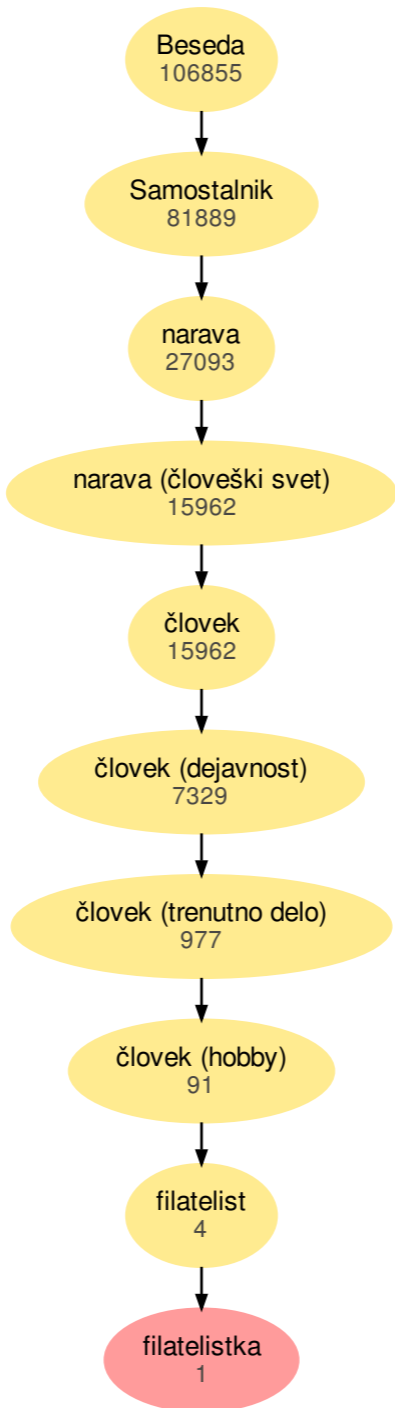 Beseda
106855
Samostalnik
81889
narava
27093
narava (človeški svet)
15962
človek
15962
človek (dejavnost)
7329
človek (trenutno delo)
977
človek (hobby)
91
filatelist
4
filatelistka
1